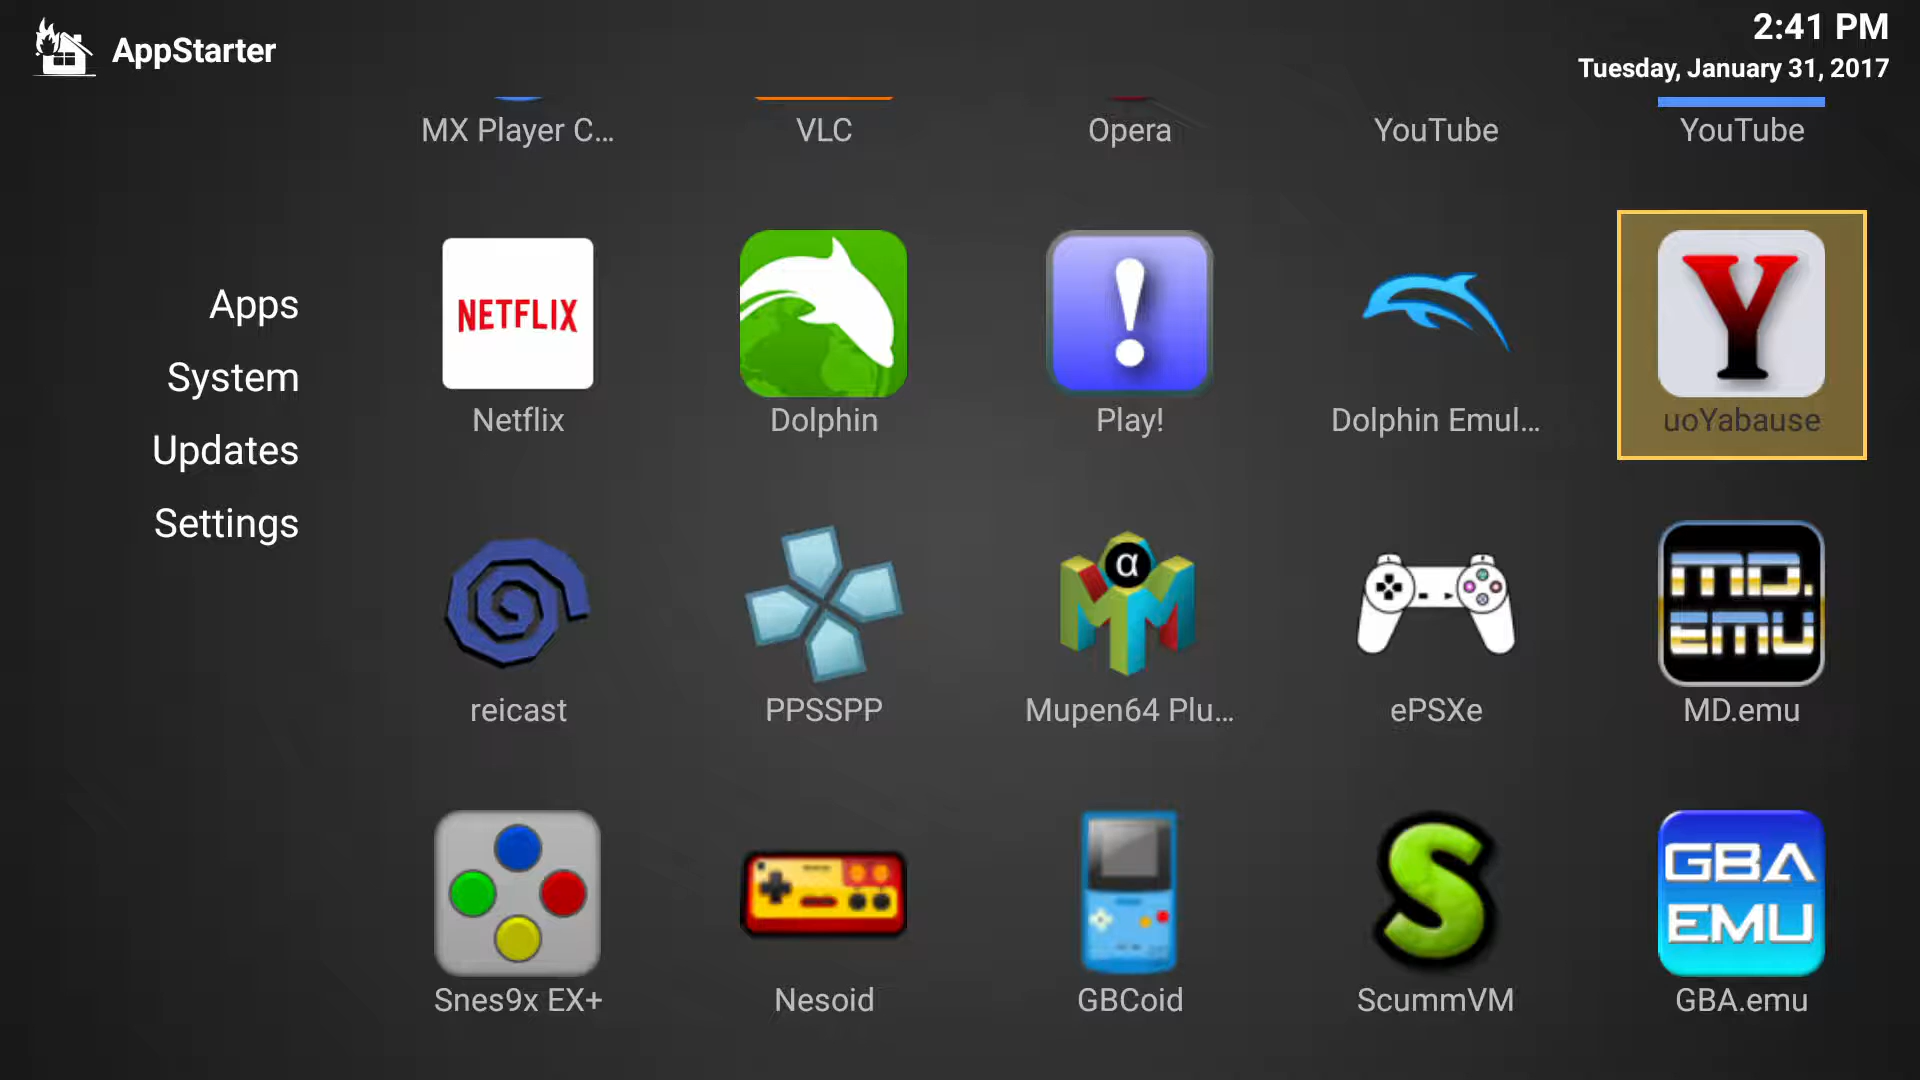 AppStarter
2:41 PM
Tuesday, January 31, 2017
MX Player C...
VLC
Opera
YouTube
YouTube
Apps
System
Updates
Settings
NETFLIX
Y
Netflix
Dolphin
Play!
Dolphin Emul...
uoYabause
α
MD.
EMU
reicast
PPSSPP
Mupen64 Plu...
ePSXe
MD.emu
S
GBA
EMU
Snes9x EX+
Nesoid
GBCoid
ScummVM
GBA.emu